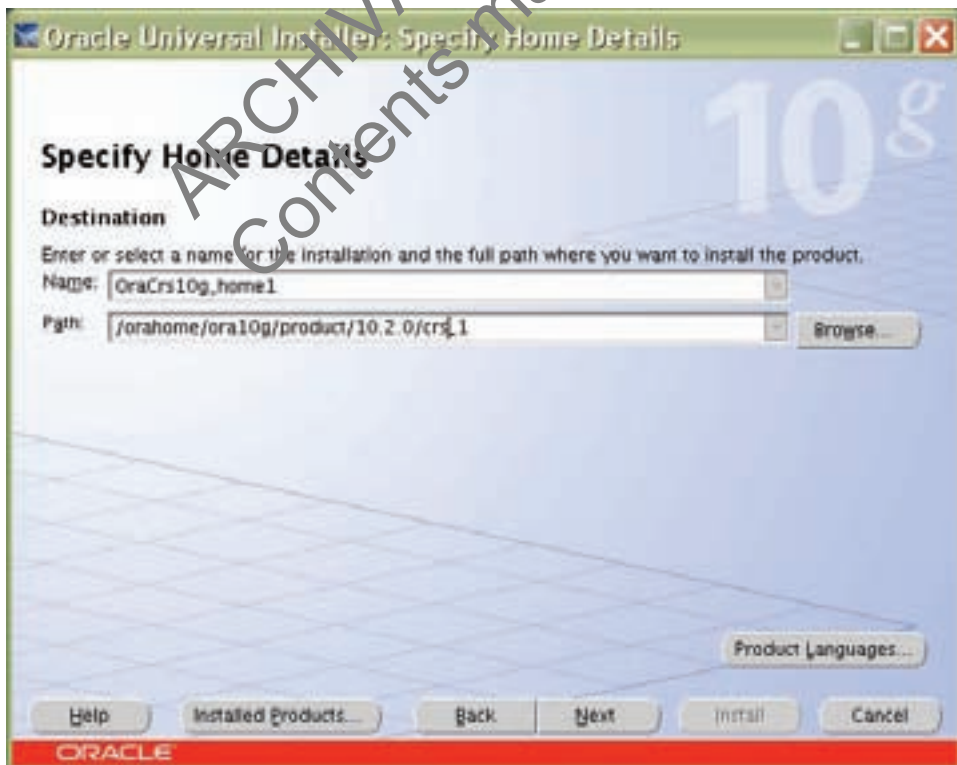 Oracle Universal Installer: Specify Home Details
ARCHIV
Contents m
10g
Specify Home Details
Destination
Enter or select a name for the installation and the full path where you want to install the product.
Name: OraCrs10g_home1
Path: /orahome/ora10g/product/10.2.0/crs_1
Browse...
Product Languages...
Help
Installed Products...
Back
Next
Install
Cancel
ORACLE